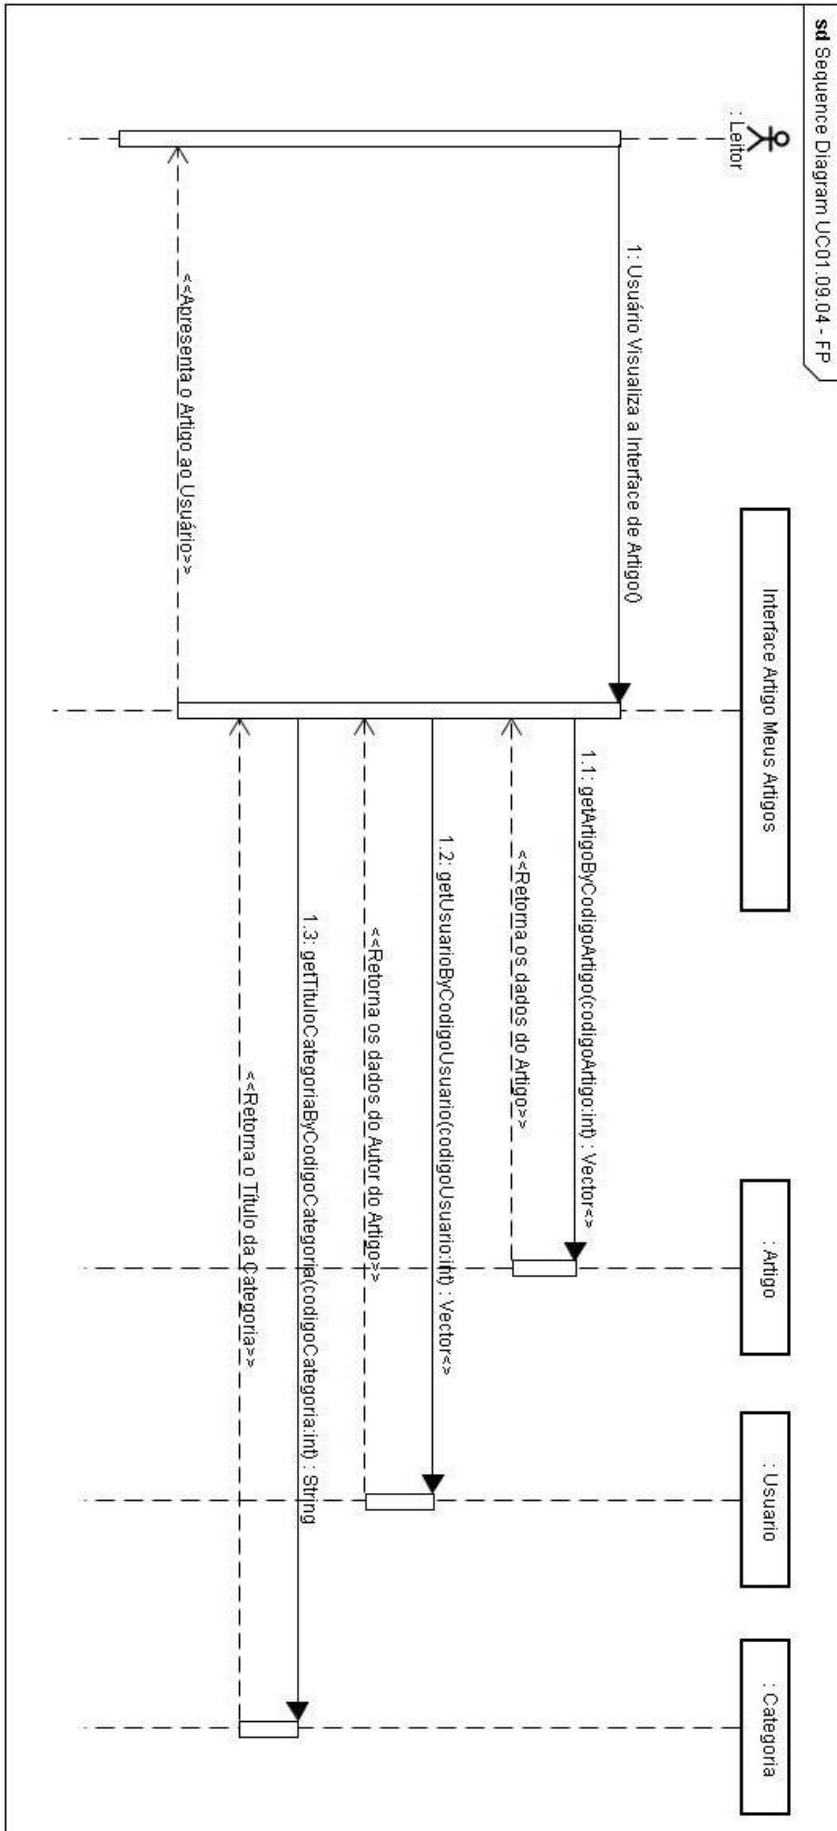 sd Sequence Diagram UC01.09.04 - FP
: Leitor
Interface Artigo Meus Artigos
: Artigo
: Usuario
: Categoria
1: Usuário Visualiza a Interface de Artigo()
1.1: getArtigoByCodigoArtigo(codigoArtigo:int) : Vector<>
<<Retorna os dados do Artigo>>
1.2: getUsuarioByCodigoUsuario(codigoUsuario:int) : Vector<>
<<Retorna os dados do Autor do Artigo>>
1.3: getTituloCategoriaByCodigoCategoria(codigoCategoria:int) : String
<<Retorna o Título da Categoria>>
<<Apresenta o Artigo ao Usuário>>